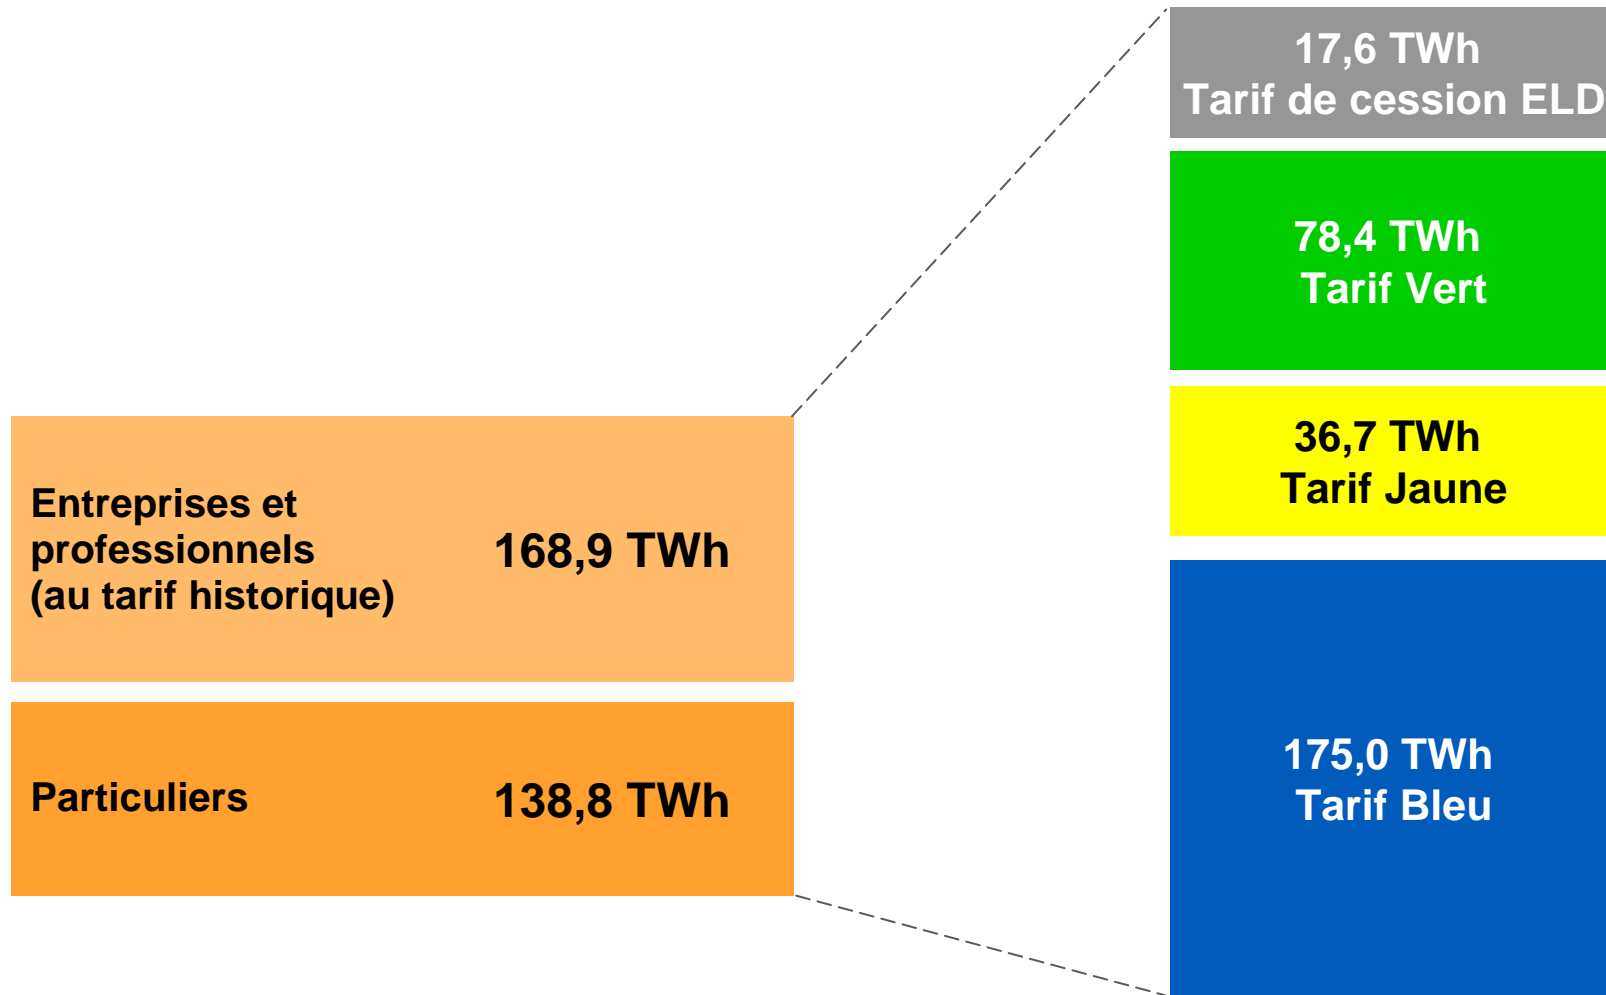 17,6 TWh
Tarif de cession ELD
78,4 TWh
Tarif Vert
36,7 TWh
Tarif Jaune
Entreprises et
professionnels
(au tarif historique)
168,9 TWh
Particuliers
138,8 TWh
175,0 TWh
Tarif Bleu